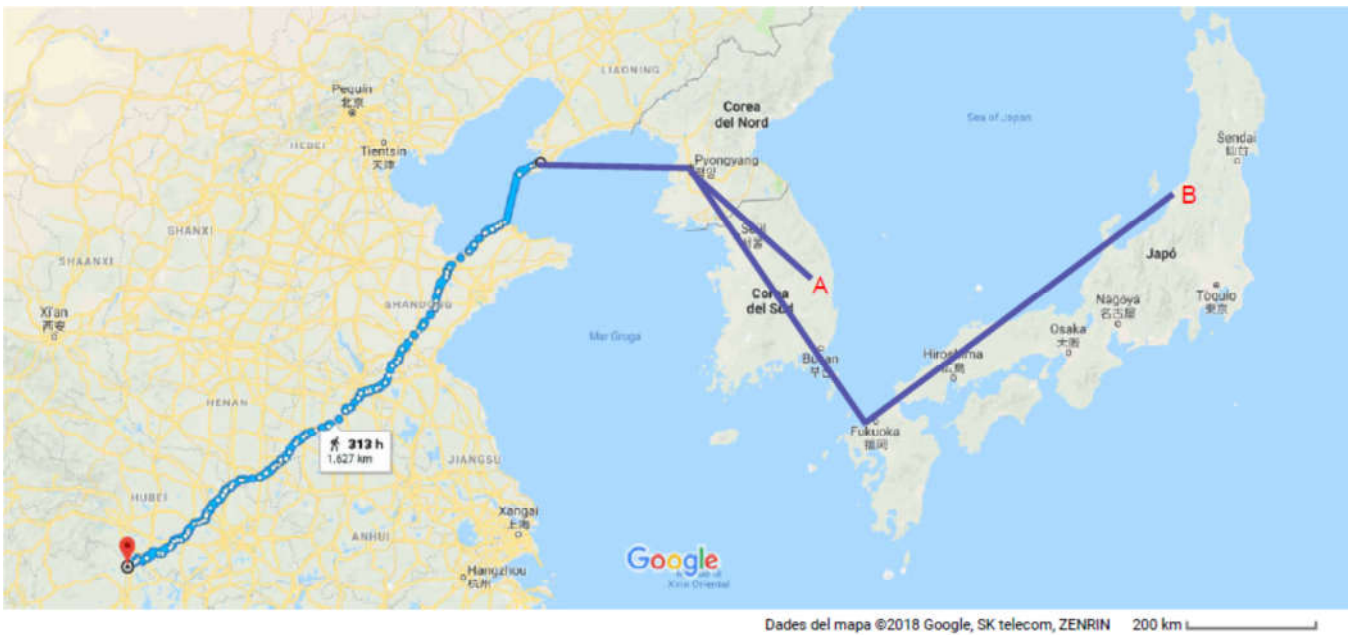 LIAONING
Pequín
北京
Corea
del Nord
Sea of Japan
Sendai
仙台
HEBEI
Tientsin
天津
Pyongyang
평양
B
SHANXI
Seül
서울
SHAANXI
Japó
A
Corea
del Sud
SHANDONG
Nagoya
名古屋
Tòquio
東京
Xi'an
西安
Mar Groga
Osaka
大阪
Busan
부산
Hiroshima
広島
HENAN
Fukuoka
福岡
313 h
1.627 km
JIANGSU
HUBEI
Xangai
上海
ANHUI
Google
Hangzhou
杭州
Xina Oriental
Dades del mapa ©2018 Google, SK telecom, ZENRIN 200 km